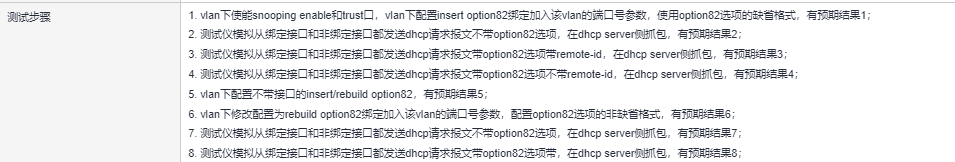 测试步骤
1. vlan下使能snooping enable和trust口，vlan下配置insert option82绑定加入该vlan的端口号参数，使用option82选项的缺省格式，有预期结果1；
2. 测试仪模拟从绑定接口和非绑定接口都发送dhcp请求报文不带option82选项，在dhcp server侧抓包，有预期结果2；
3. 测试仪模拟从绑定接口和非绑定接口都发送dhcp请求报文带option82选项带remote-id，在dhcp server侧抓包，有预期结果3；
4. 测试仪模拟从绑定接口和非绑定接口都发送dhcp请求报文带option82选项不带remote-id，在dhcp server侧抓包，有预期结果4；
5. vlan下配置不带接口的insert/rebuild option82，有预期结果5；
6. vlan下修改配置为rebuild option82绑定加入该vlan的端口号参数，配置option82选项的非缺省格式，有预期结果6；
7. 测试仪模拟从绑定接口和非绑定接口都发送dhcp请求报文不带option82选项，在dhcp server侧抓包，有预期结果7；
8. 测试仪模拟从绑定接口和非绑定接口都发送dhcp请求报文带option82选项带，在dhcp server侧抓包，有预期结果8；